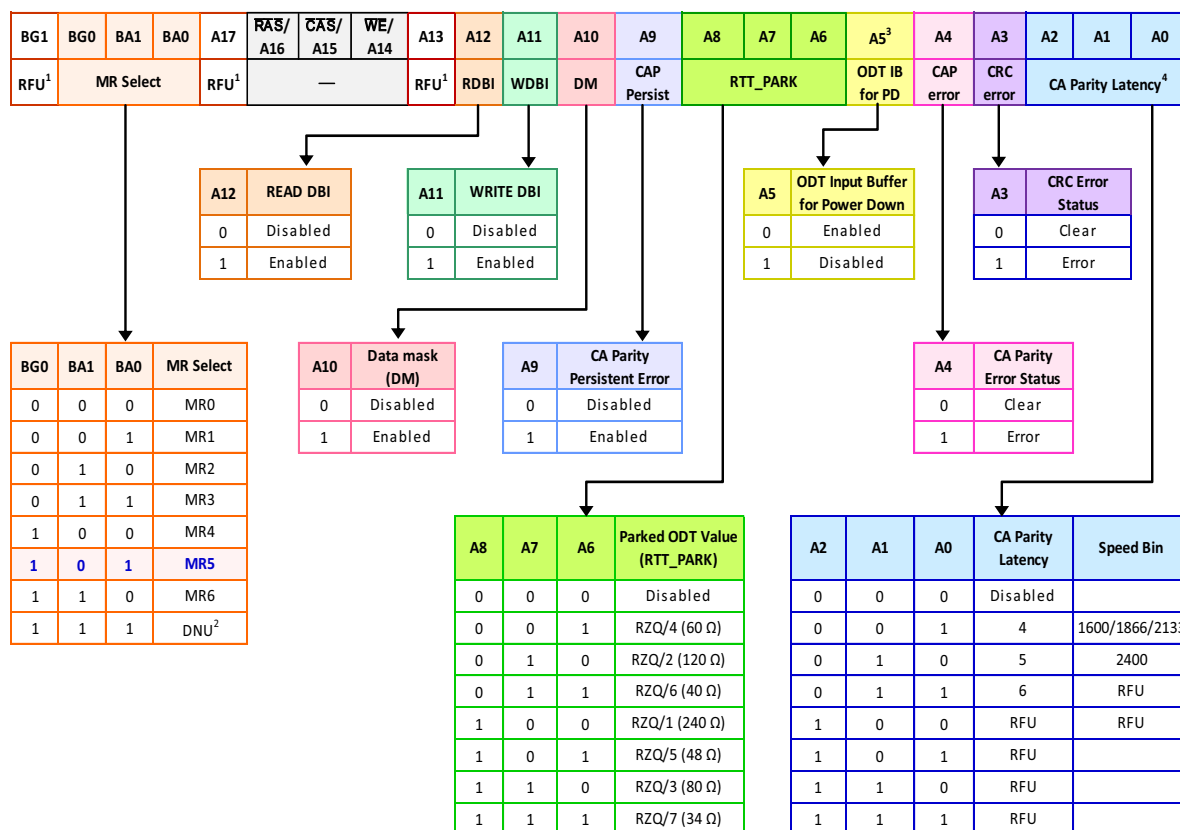 BG1 BG0 BA1 BA0 A17 RAS/ A16 CAS/ A15 WE/ A14 A13 A12 A11 A10 A9 A8 A7 A6 A5³ A4 A3 A2 A1 A0
RFU¹ MR Select RFU¹ — RFU¹ RDBI WDBI DM CAP Persist RTT_PARK ODT IB for PD CAP error CRC error CA Parity Latency⁴
A12 READ DBI
0 Disabled
1 Enabled
A11 WRITE DBI
0 Disabled
1 Enabled
A5 ODT Input Buffer for Power Down
0 Enabled
1 Disabled
A3 CRC Error Status
0 Clear
1 Error
BG0 BA1 BA0 MR Select
0 0 0 MR0
0 0 1 MR1
0 1 0 MR2
0 1 1 MR3
1 0 0 MR4
1 0 1 MR5
1 1 0 MR6
1 1 1 DNU²
A10 Data mask (DM)
0 Disabled
1 Enabled
A9 CA Parity Persistent Error
0 Disabled
1 Enabled
A4 CA Parity Error Status
0 Clear
1 Error
A8 A7 A6 Parked ODT Value (RTT_PARK)
0 0 0 Disabled
0 0 1 RZQ/4 (60 Ω)
0 1 0 RZQ/2 (120 Ω)
0 1 1 RZQ/6 (40 Ω)
1 0 0 RZQ/1 (240 Ω)
1 0 1 RZQ/5 (48 Ω)
1 1 0 RZQ/3 (80 Ω)
1 1 1 RZQ/7 (34 Ω)
A2 A1 A0 CA Parity Latency Speed Bin
0 0 0 Disabled
0 0 1 4 1600/1866/2133
0 1 0 5 2400
0 1 1 6 RFU
1 0 0 RFU RFU
1 0 1 RFU
1 1 0 RFU
1 1 1 RFU